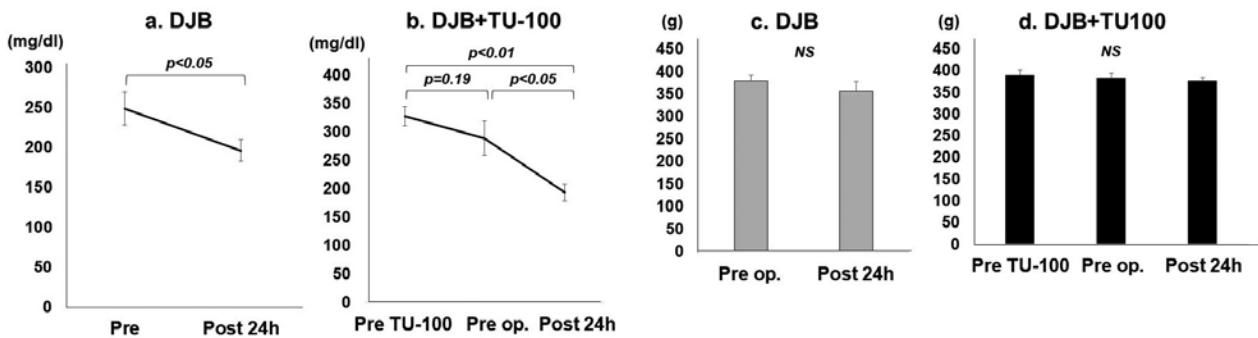 a. DJB
(mg/dl)
300
250
200
150
100
50
0
p<0.05
Pre
Post 24h
b. DJB+TU-100
(mg/dl)
400
350
300
250
200
150
100
50
0
p<0.01
p=0.19
p<0.05
Pre TU-100
Pre op.
Post 24h
c. DJB
(g)
450
400
350
300
450
200
150
100
50
0
NS
Pre op.
Post 24h
d. DJB+TU100
(g)
450
400
350
300
450
200
150
100
50
0
NS
Pre TU-100
Pre op.
Post 24h